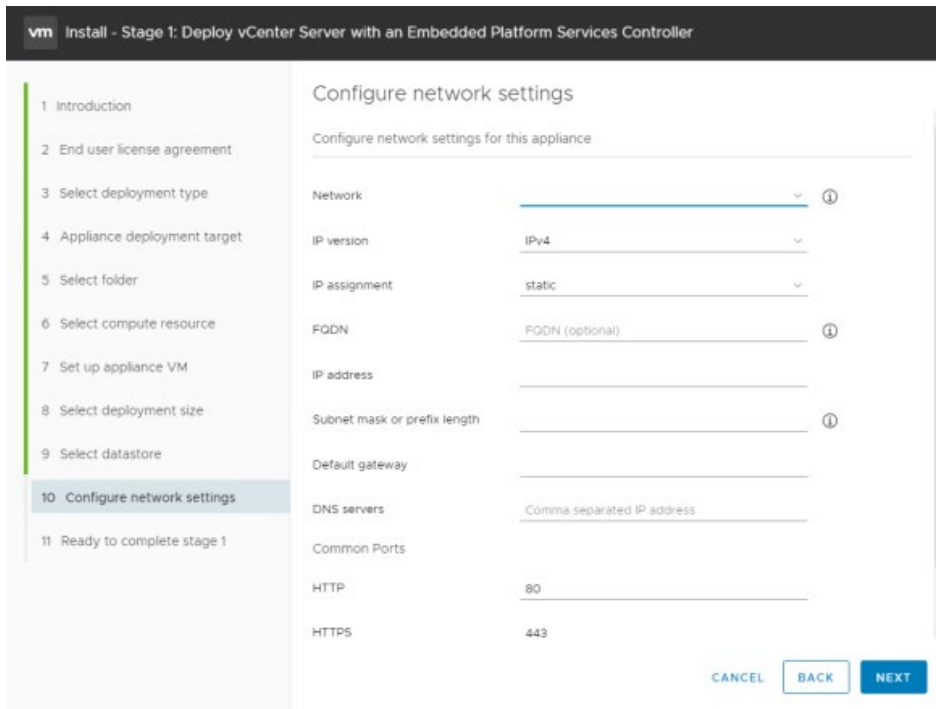 vm Install - Stage 1: Deploy vCenter Server with an Embedded Platform Services Controller
1 Introduction
2 End user license agreement
3 Select deployment type
4 Appliance deployment target
5 Select folder
6 Select compute resource
7 Set up appliance VM
8 Select deployment size
9 Select datastore
10 Configure network settings
11 Ready to complete stage 1
Configure network settings
Configure network settings for this appliance
Network
IP version IPv4
IP assignment static
FQDN FQDN (optional)
IP address
Subnet mask or prefix length
Default gateway
DNS servers Comma separated IP address
Common Ports
HTTP 80
HTTPS 443
CANCEL BACK NEXT